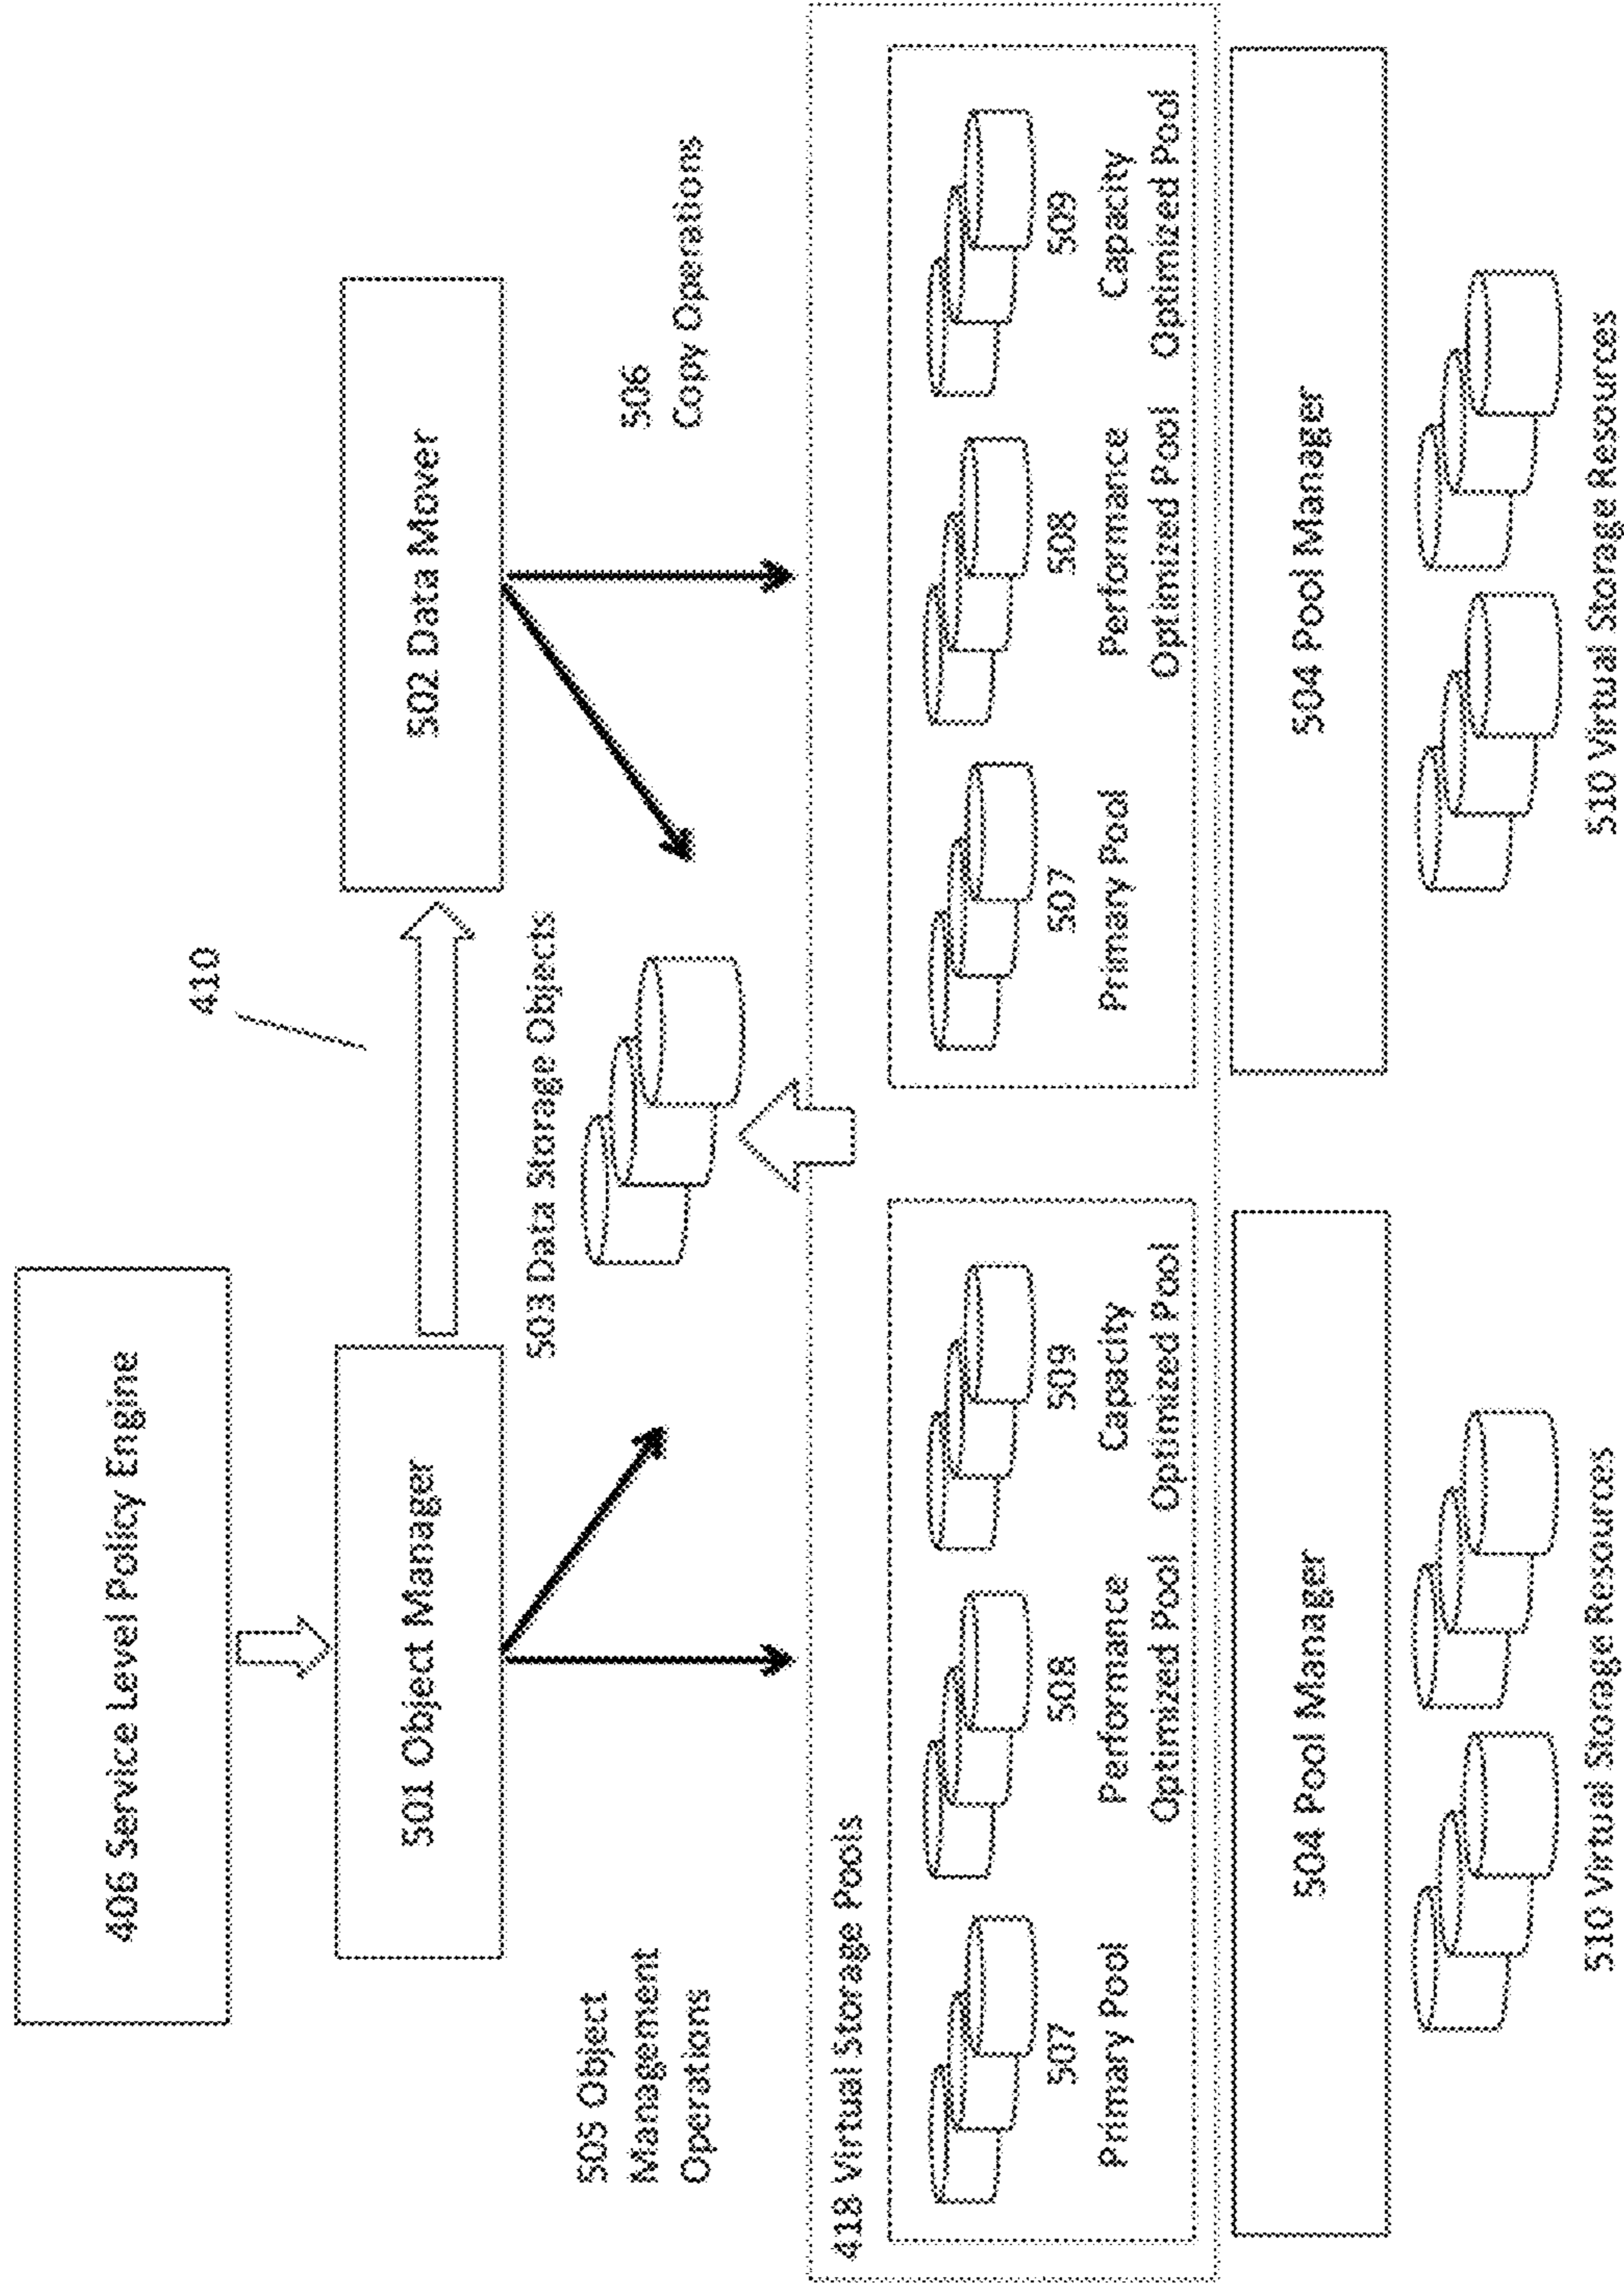 406 Service Level Policy Engine
410
501 Object Manager
502 Data Mover
503 Data Storage Objects
505 Object
Management
Operations
506
Copy Operations
418 Virtual Storage Pools
507
Primary Pool
508
Performance
Optimized Pool
509
Capacity
Optimized Pool
507
Primary Pool
508
Performance
Optimized Pool
509
Capacity
Optimized Pool
504 Pool Manager
504 Pool Manager
510 Virtual Storage Resources
510 Virtual Storage Resources